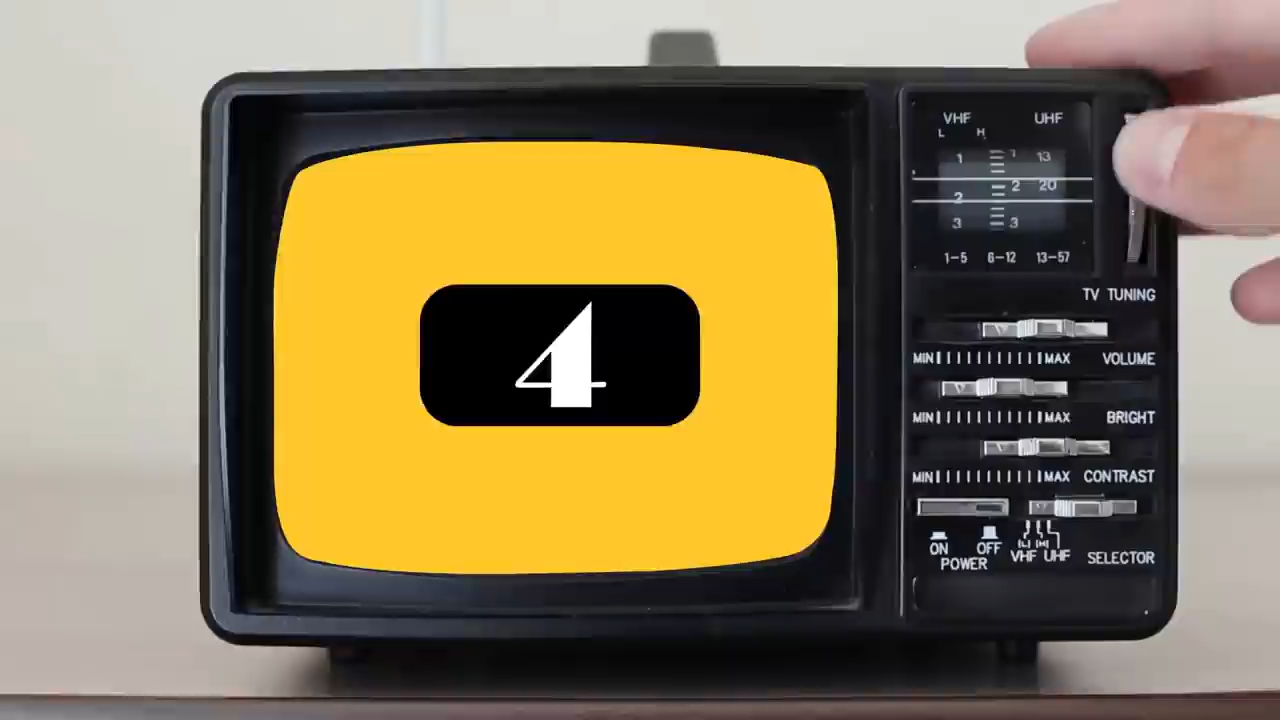 4
VHF UHF
L H
1 1 13
2 2 20
3 3
1-5 6-12 13-57
TV TUNING
MIN MAX VOLUME
MIN MAX BRIGHT
MIN MAX CONTRAST
ON OFF
POWER
(L) (H)
VHF UHF
SELECTOR